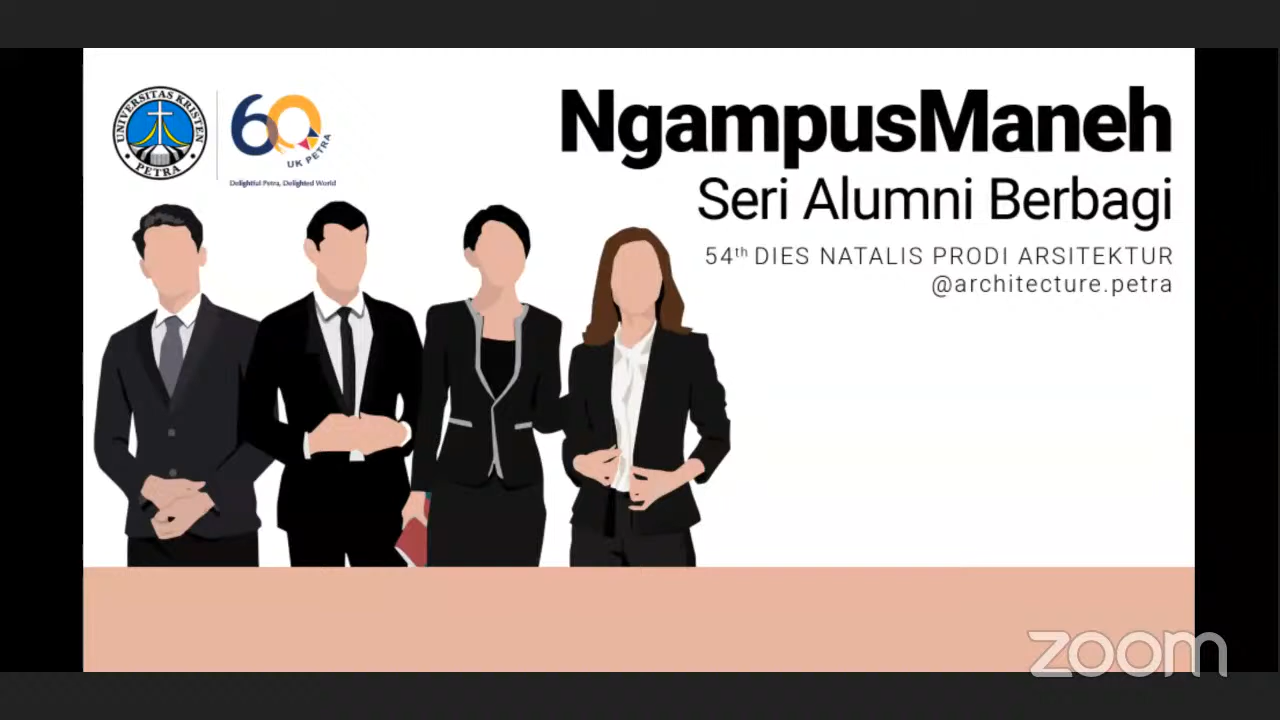 UNIVERSITAS KRISTEN
PETRA
60
UK PETRA
Delightful Petra, Delighted World
NgampusManeh
Seri Alumni Berbagi
54th DIES NATALIS PRODI ARSITEKTUR
@architecture.petra
zoom